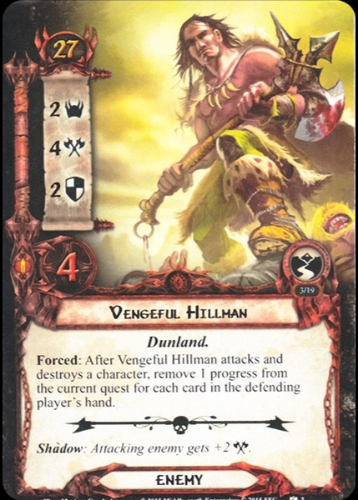 27
2
4
2
4
3/19
Vengeful Hillman
Dunland.
Forced: After Vengeful Hillman attacks and
destroys a character, remove 1 progress from
the current quest for each card in the defending
player's hand.
Shadow: Attacking enemy gets +2
ENEMY